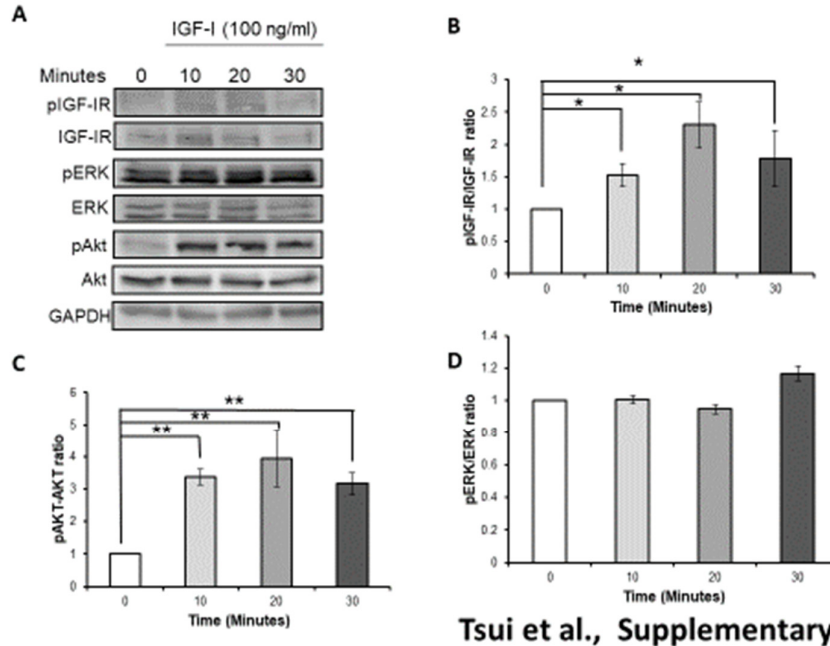 A
IGF-I (100 ng/ml)
Minutes 0 10 20 30
pIGF-IR
IGF-IR
pERK
ERK
pAkt
Akt
GAPDH
B
pIGF-IR/IGF-IR ratio
3
2.5
2
1.5
1
0.5
0
*
*
*
0 10 20 30
Time (Minutes)
C
pAKT-AKT ratio
6
5
4
3
2
1
0
**
**
**
0 10 20 30
Time (Minutes)
D
pERK/ERK ratio
1.4
1.2
1
0.8
0.6
0.4
0.2
0
0 10 20 30
Time (Minutes)
Tsui et al., Supplementary